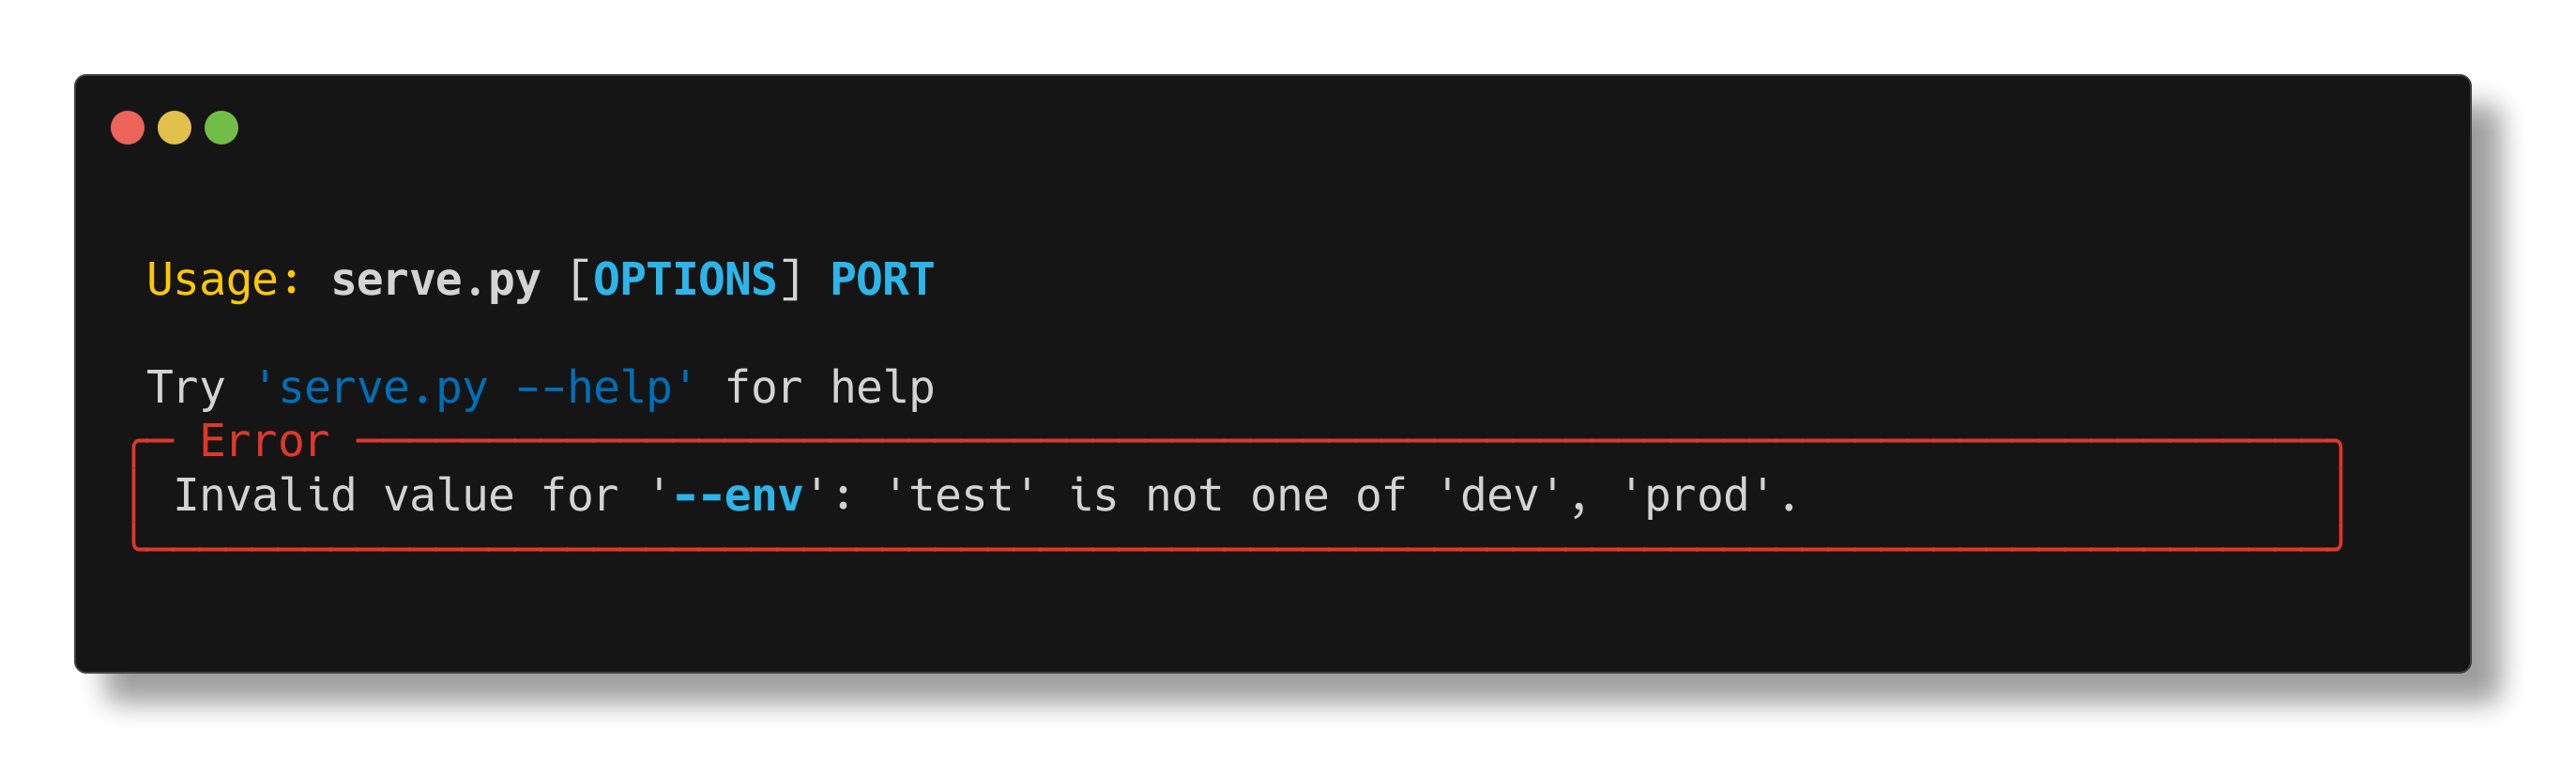 Usage: serve.py [OPTIONS] PORT
Try 'serve.py --help' for help
Error
Invalid value for '--env': 'test' is not one of 'dev', 'prod'.